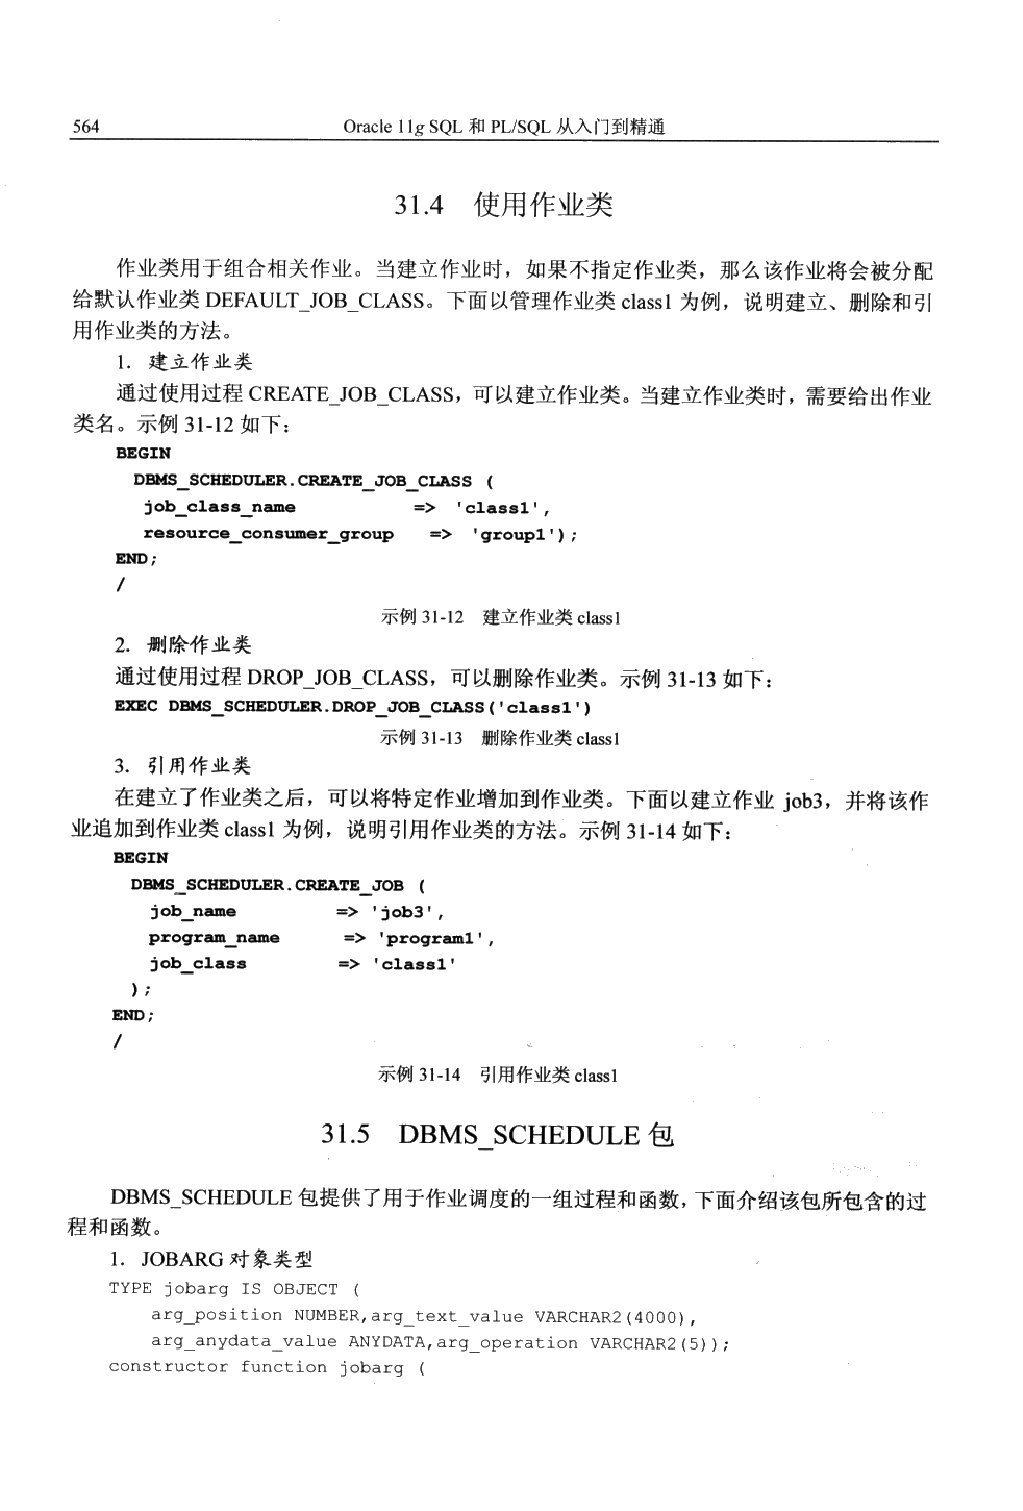 564 Oracle 11g SQL 和 PL/SQL 从入门到精通
31.4 使用作业类
作业类用于组合相关作业。当建立作业时，如果不指定作业类，那么该作业将会被分配
给默认作业类 DEFAULT_JOB_CLASS。下面以管理作业类 class1 为例，说明建立、删除和引
用作业类的方法。
1. 建立作业类
通过使用过程 CREATE_JOB_CLASS，可以建立作业类。当建立作业类时，需要给出作业
类名。示例 31-12 如下：
BEGIN
DBMS_SCHEDULER.CREATE_JOB_CLASS (
job_class_name => 'class1',
resource_consumer_group => 'group1');
END;
/
示例 31-12 建立作业类 class1
2. 删除作业类
通过使用过程 DROP_JOB_CLASS，可以删除作业类。示例 31-13 如下：
EXEC DBMS_SCHEDULER.DROP_JOB_CLASS('class1')
示例 31-13 删除作业类 class1
3. 引用作业类
在建立了作业类之后，可以将特定作业增加到作业类。下面以建立作业 job3，并将该作
业追加到作业类 class1 为例，说明引用作业类的方法。示例 31-14 如下：
BEGIN
DBMS_SCHEDULER.CREATE_JOB (
job_name => 'job3',
program_name => 'program1',
job_class => 'class1'
);
END;
/
示例 31-14 引用作业类 class1
31.5 DBMS_SCHEDULE 包
DBMS_SCHEDULE 包提供了用于作业调度的一组过程和函数，下面介绍该包所包含的过
程和函数。
1. JOBARG 对象类型
TYPE jobarg IS OBJECT (
arg_position NUMBER,arg_text_value VARCHAR2(4000),
arg_anydata_value ANYDATA,arg_operation VARCHAR2(5));
constructor function jobarg (